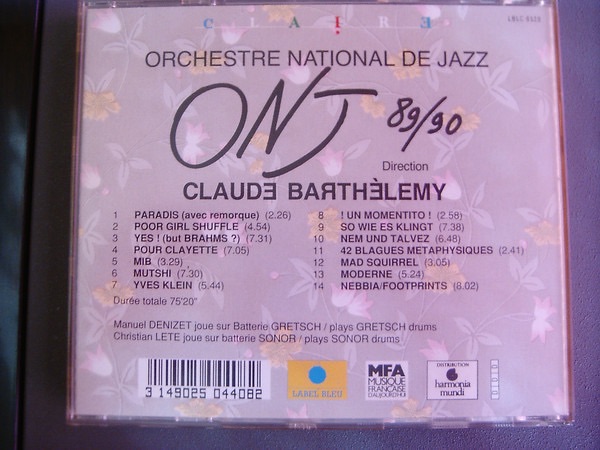 CLAIRE
ORCHESTRE NATIONAL DE JAZZ
ONJ 89/90
Direction
CLAUDE BARTHÈLEMY
1 PARADIS (avec remorque) (2.26)
2 POOR GIRL SHUFFLE (4.54)
3 YES ! (but BRAHMS ?) (7.31)
4 POUR CLAYETTE (7.05)
5 MIB (3.29)
6 MUTSHI (7.30)
7 YVES KLEIN (5.44)
8 ! UN MOMENTITO ! (2.58)
9 SO WIE ES KLINGT (7.38)
10 NEM UND TALVEZ (6.48)
11 42 BLAGUES METAPHYSIQUES (2.41)
12 MAD SQUIRREL (3.05)
13 MODERNE (5.24)
14 NEBBIA/FOOTPRINTS (8.02)
Durée totale 75'20"
Manuel DENIZET joue sur Batterie GRETSCH / plays GRETSCH drums
Christian LETE joue sur batterie SONOR / plays SONOR drums
3 149025 044082
LABEL BLEU
MFA
MUSIQUE
FRANÇAISE
D'AUJOURD'HUI
DISTRIBUTION
harmonia
mundi